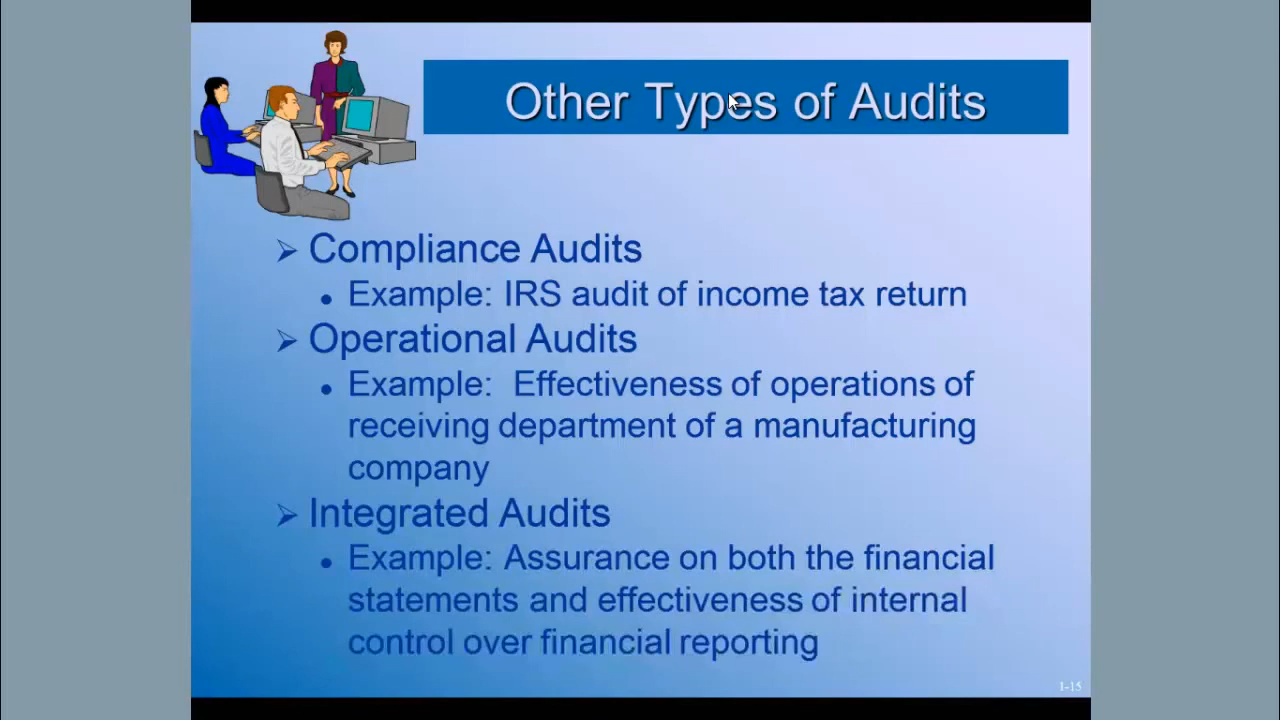 Other Types of Audits
➢ Compliance Audits
• Example: IRS audit of income tax return
➢ Operational Audits
• Example:  Effectiveness of operations of
receiving department of a manufacturing
company
➢ Integrated Audits
• Example: Assurance on both the financial
statements and effectiveness of internal
control over financial reporting
1-15